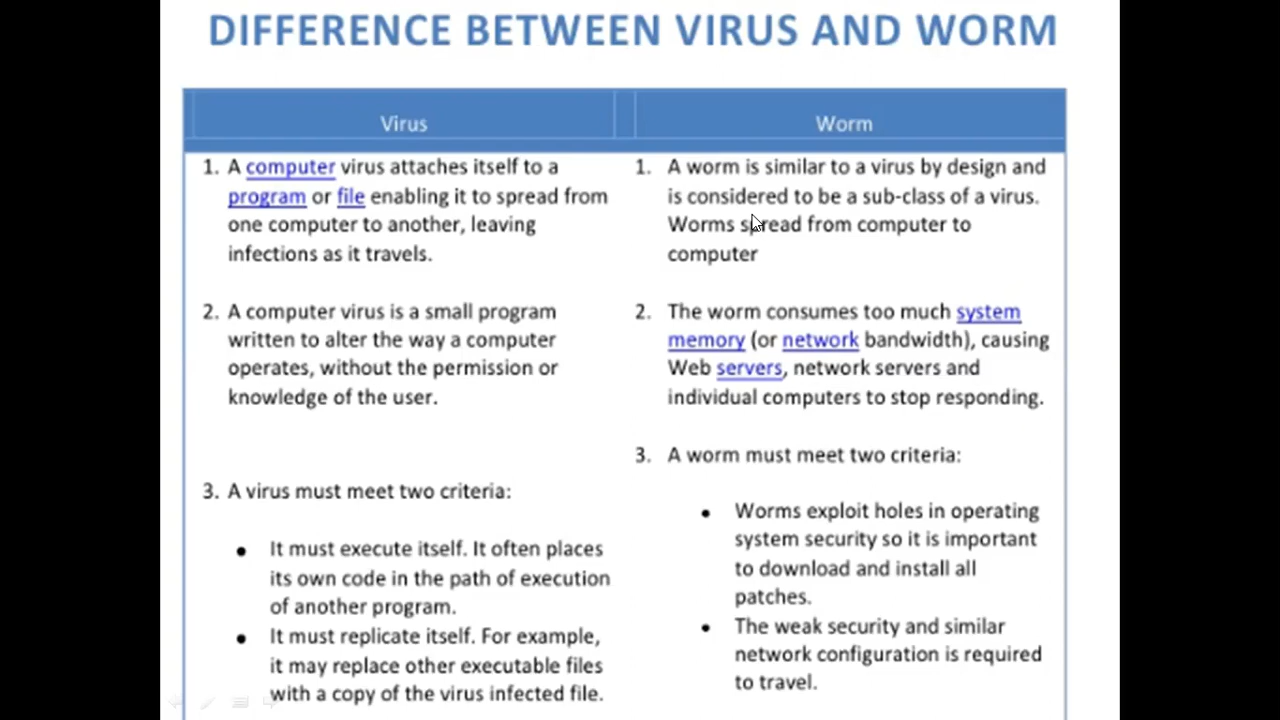 DIFFERENCE BETWEEN VIRUS AND WORM
Virus
1. A computer virus attaches itself to a
program or file enabling it to spread from
one computer to another, leaving
infections as it travels.
2. A computer virus is a small program
written to alter the way a computer
operates, without the permission or
knowledge of the user.
3. A virus must meet two criteria:
• It must execute itself. It often places
its own code in the path of execution
of another program.
• It must replicate itself. For example,
it may replace other executable files
with a copy of the virus infected file.
Worm
1. A worm is similar to a virus by design and
is considered to be a sub-class of a virus.
Worms spread from computer to
computer
2. The worm consumes too much system
memory (or network bandwidth), causing
Web servers, network servers and
individual computers to stop responding.
3. A worm must meet two criteria:
• Worms exploit holes in operating
system security so it is important
to download and install all
patches.
• The weak security and similar
network configuration is required
to travel.